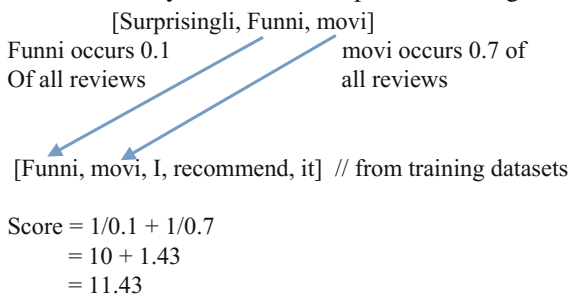 [Surprisingli, Funni, movi]
Funni occurs 0.1
Of all reviews
movi occurs 0.7 of
all reviews
[Funni, movi, I, recommend, it] // from training datasets
Score = 1/0.1 + 1/0.7
= 10 + 1.43
= 11.43